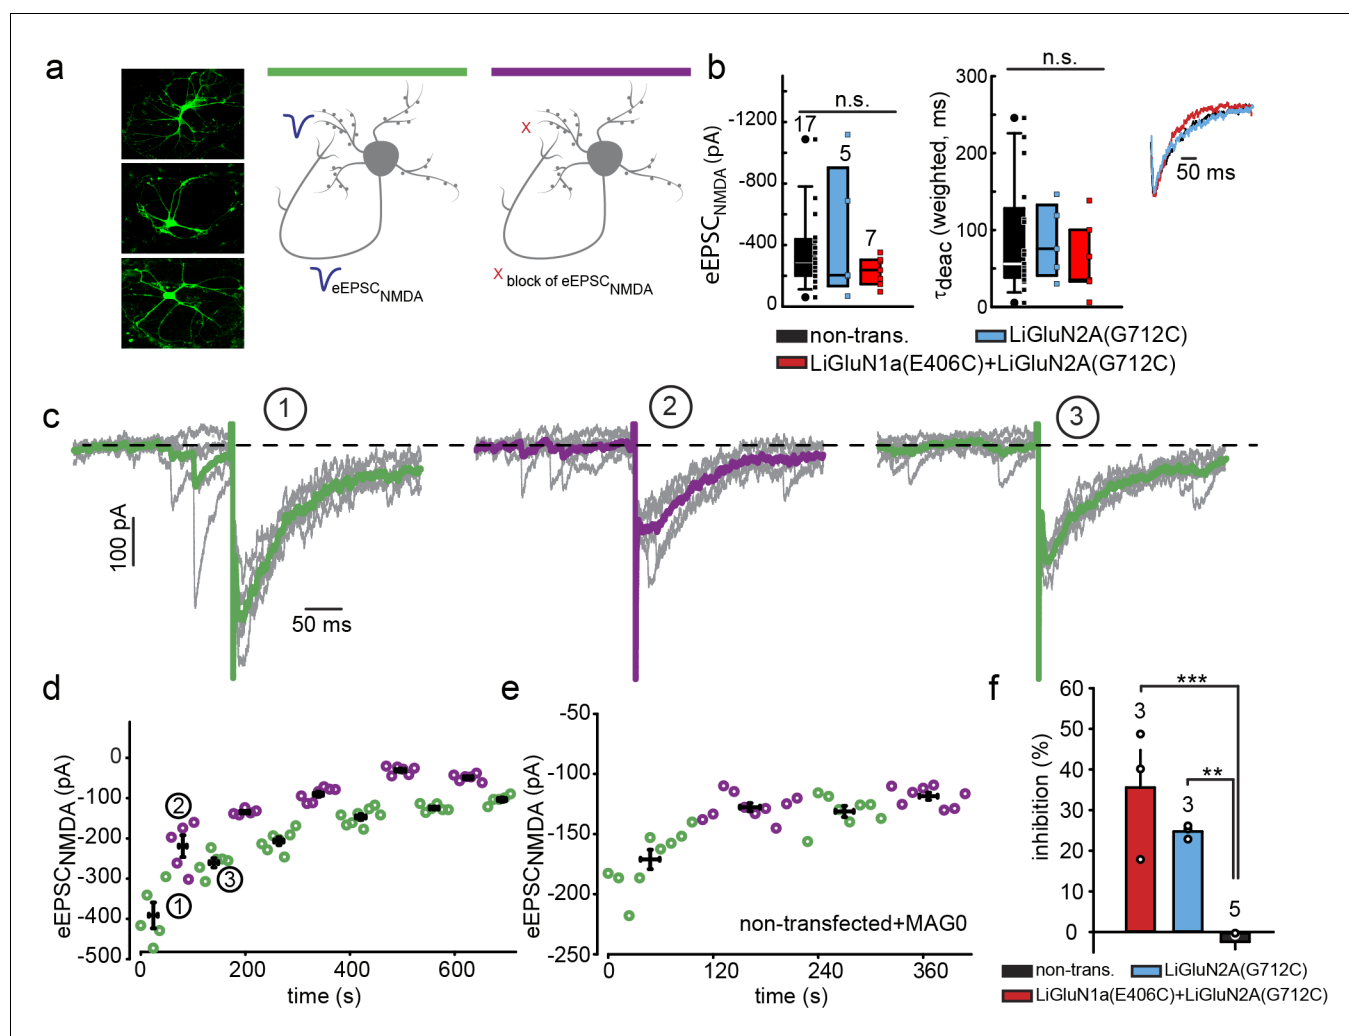 a
X
eEPSCNMDA
X block of eEPSCNMDA
b
eEPSCNMDA (pA)
-1200
-800
-400
0
17
5
7
n.s.
τdeac (weighted, ms)
300
200
100
0
n.s.
50 ms
non-trans.
LiGluN2A(G712C)
LiGluN1a(E406C)+LiGluN2A(G712C)
c
1
2
3
100 pA
50 ms
d
eEPSCNMDA (pA)
0
-100
-200
-300
-400
-500
2
1
3
0 200 400 600
time (s)
e
eEPSCNMDA (pA)
-50
-100
-150
-200
-250
non-transfected+MAG0
0 120 240 360
time (s)
f
inhibition (%)
60
50
40
30
20
10
0
***
**
3
3
5
non-trans.
LiGluN2A(G712C)
LiGluN1a(E406C)+LiGluN2A(G712C)